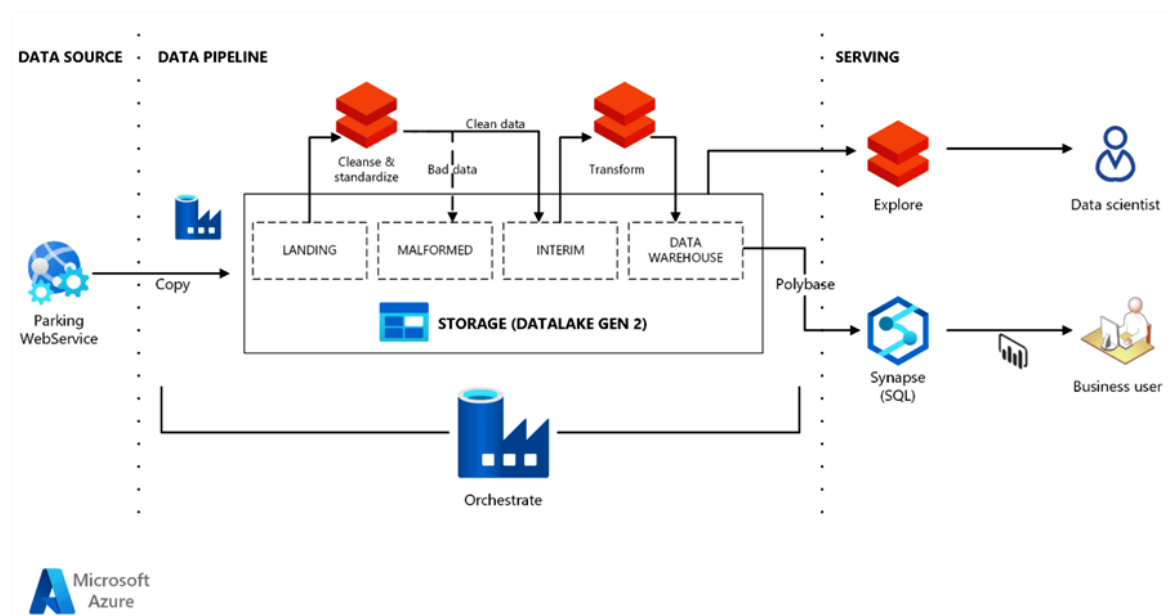 DATA SOURCE
DATA PIPELINE
SERVING
Clean data
Cleanse &
standardize
Bad data
Transform
Explore
Data scientist
LANDING
MALFORMED
INTERIM
DATA
WAREHOUSE
Copy
Polybase
Parking
WebService
STORAGE (DATALAKE GEN 2)
Synapse
(SQL)
Business user
Orchestrate
Microsoft
Azure